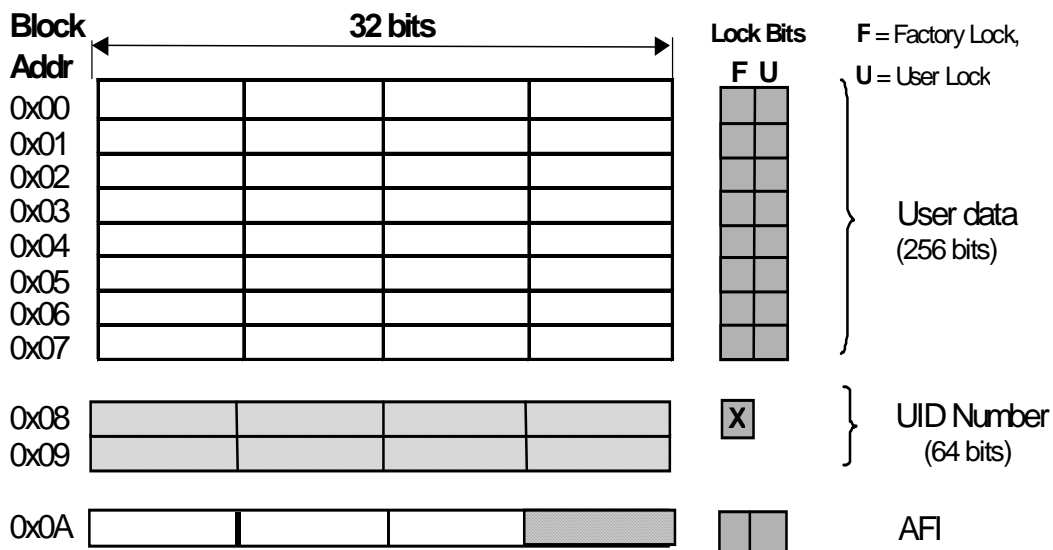 Block 32 bits Lock Bits F = Factory Lock,
Addr F U U = User Lock
0x00
0x01
0x02
0x03 User data
0x04 (256 bits)
0x05
0x06
0x07
0x08 X UID Number
0x09 (64 bits)
0x0A AFI